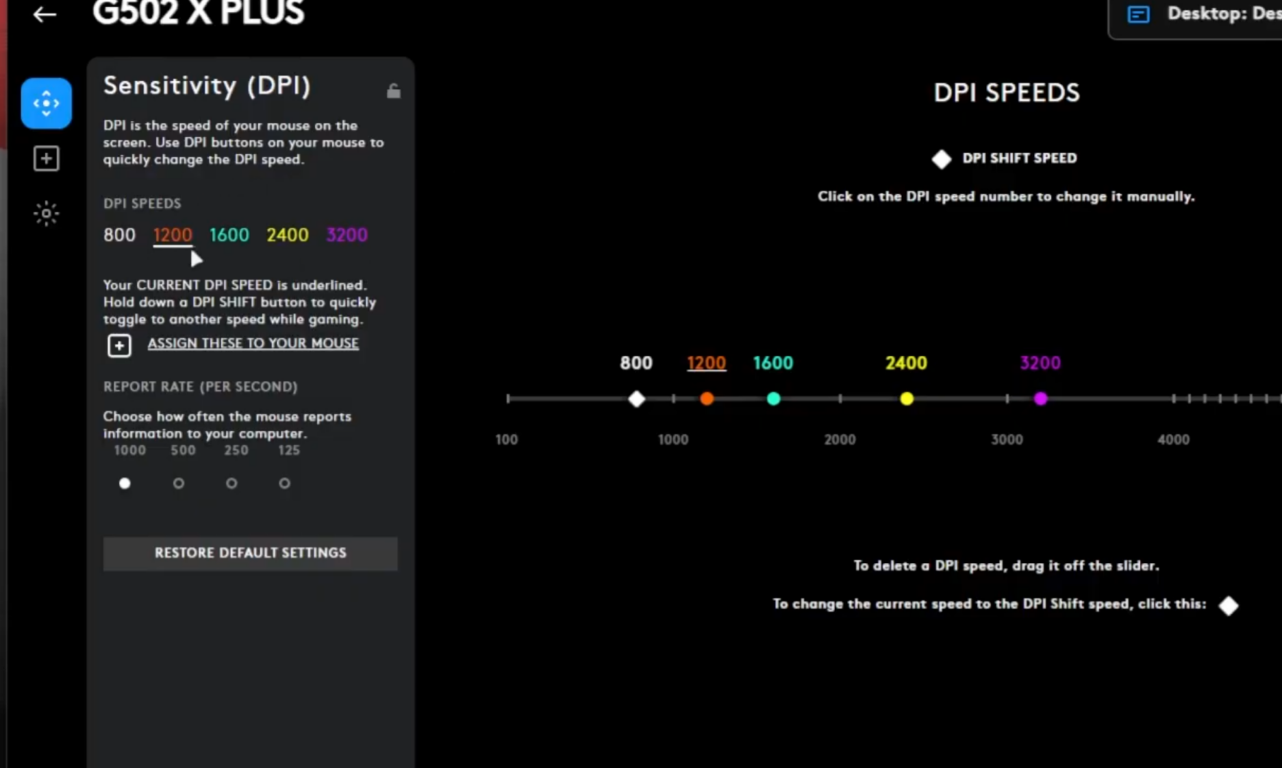 G502 X PLUS
Desktop: Des
Sensitivity (DPI)
DPI is the speed of your mouse on the
screen. Use DPI buttons on your mouse to
quickly change the DPI speed.
DPI SPEEDS
800 1200 1600 2400 3200
Your CURRENT DPI SPEED is underlined.
Hold down a DPI SHIFT button to quickly
toggle to another speed while gaming.
ASSIGN THESE TO YOUR MOUSE
REPORT RATE (PER SECOND)
Choose how often the mouse reports
information to your computer.
1000 500 250 125
RESTORE DEFAULT SETTINGS
DPI SPEEDS
DPI SHIFT SPEED
Click on the DPI speed number to change it manually.
800 1200 1600 2400 3200
100 1000 2000 3000 4000
To delete a DPI speed, drag it off the slider.
To change the current speed to the DPI Shift speed, click this: